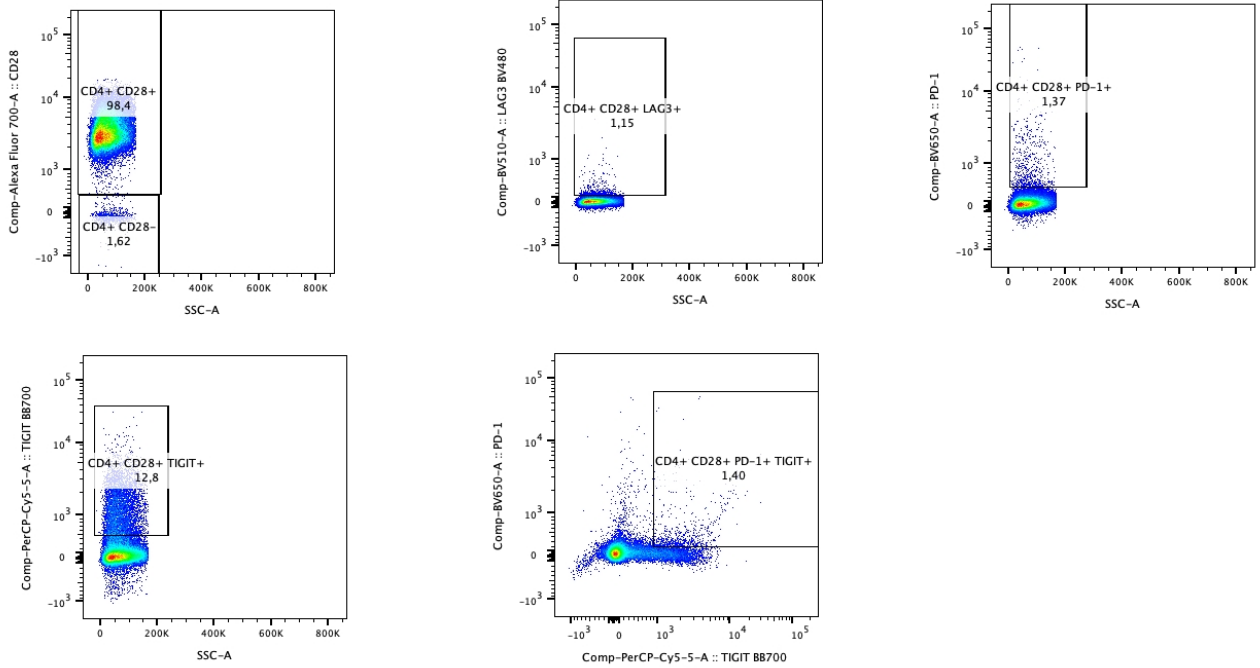 Comp-Alexa Fluor 700-A :: CD28
10^5
10^4
10^3
0
-10^3
CD4+ CD28+
98,4
CD4+ CD28-
1,62
0 200K 400K 600K 800K
SSC-A
Comp-BV510-A :: LAG3 BV480
10^5
10^4
10^3
0
-10^3
CD4+ CD28+ LAG3+
1,15
0 200K 400K 600K 800K
SSC-A
Comp-BV650-A :: PD-1
10^5
10^4
10^3
0
-10^3
CD4+ CD28+ PD-1+
1,37
0 200K 400K 600K 800K
SSC-A
Comp-PerCP-Cy5-5-A :: TIGIT BB700
10^5
10^4
10^3
0
-10^3
CD4+ CD28+ TIGIT+
12,8
0 200K 400K 600K 800K
SSC-A
Comp-BV650-A :: PD-1
10^5
10^4
10^3
0
-10^3
CD4+ CD28+ PD-1+ TIGIT+
1,40
-10^3 0 10^3 10^4 10^5
Comp-PerCP-Cy5-5-A :: TIGIT BB700